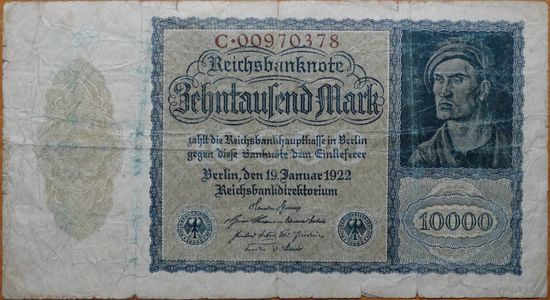 C·00970378
Reichsbanknote
Zehntausend Mark
zahlt die Reichsbankhauptkasse in Berlin
gegen diese Banknote dem Einlieferer
Berlin, den 19. Januar 1922
Reichsbankdirektorium
10000